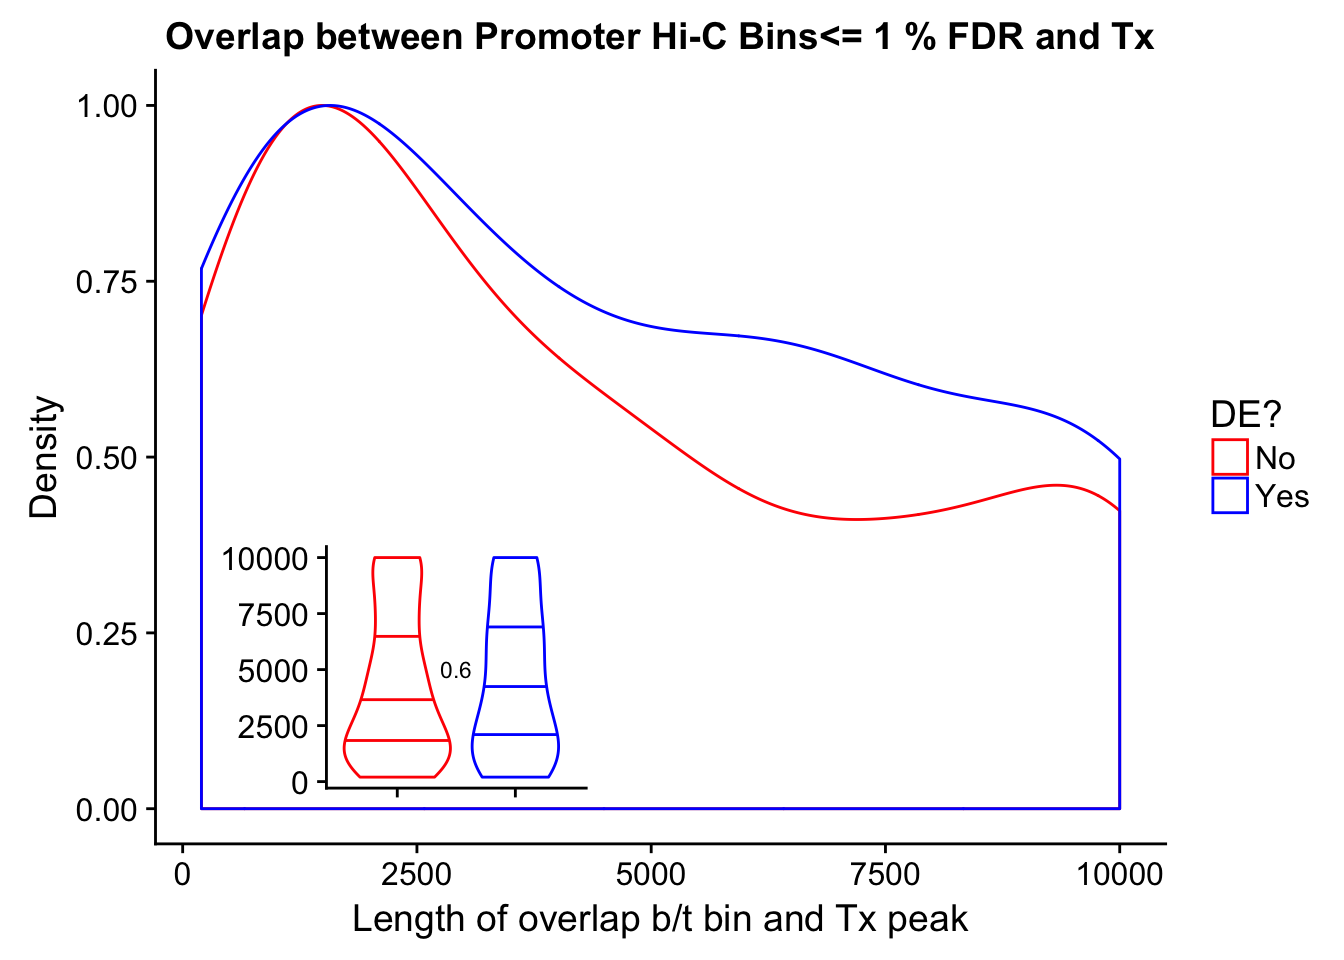 Overlap between Promoter Hi-C Bins<= 1 % FDR and Tx
1.00
0.75
0.50
0.25
0.00
Density
10000
7500
5000
2500
0
0.6
0
2500
5000
7500
10000
Length of overlap b/t bin and Tx peak
DE?
No
Yes